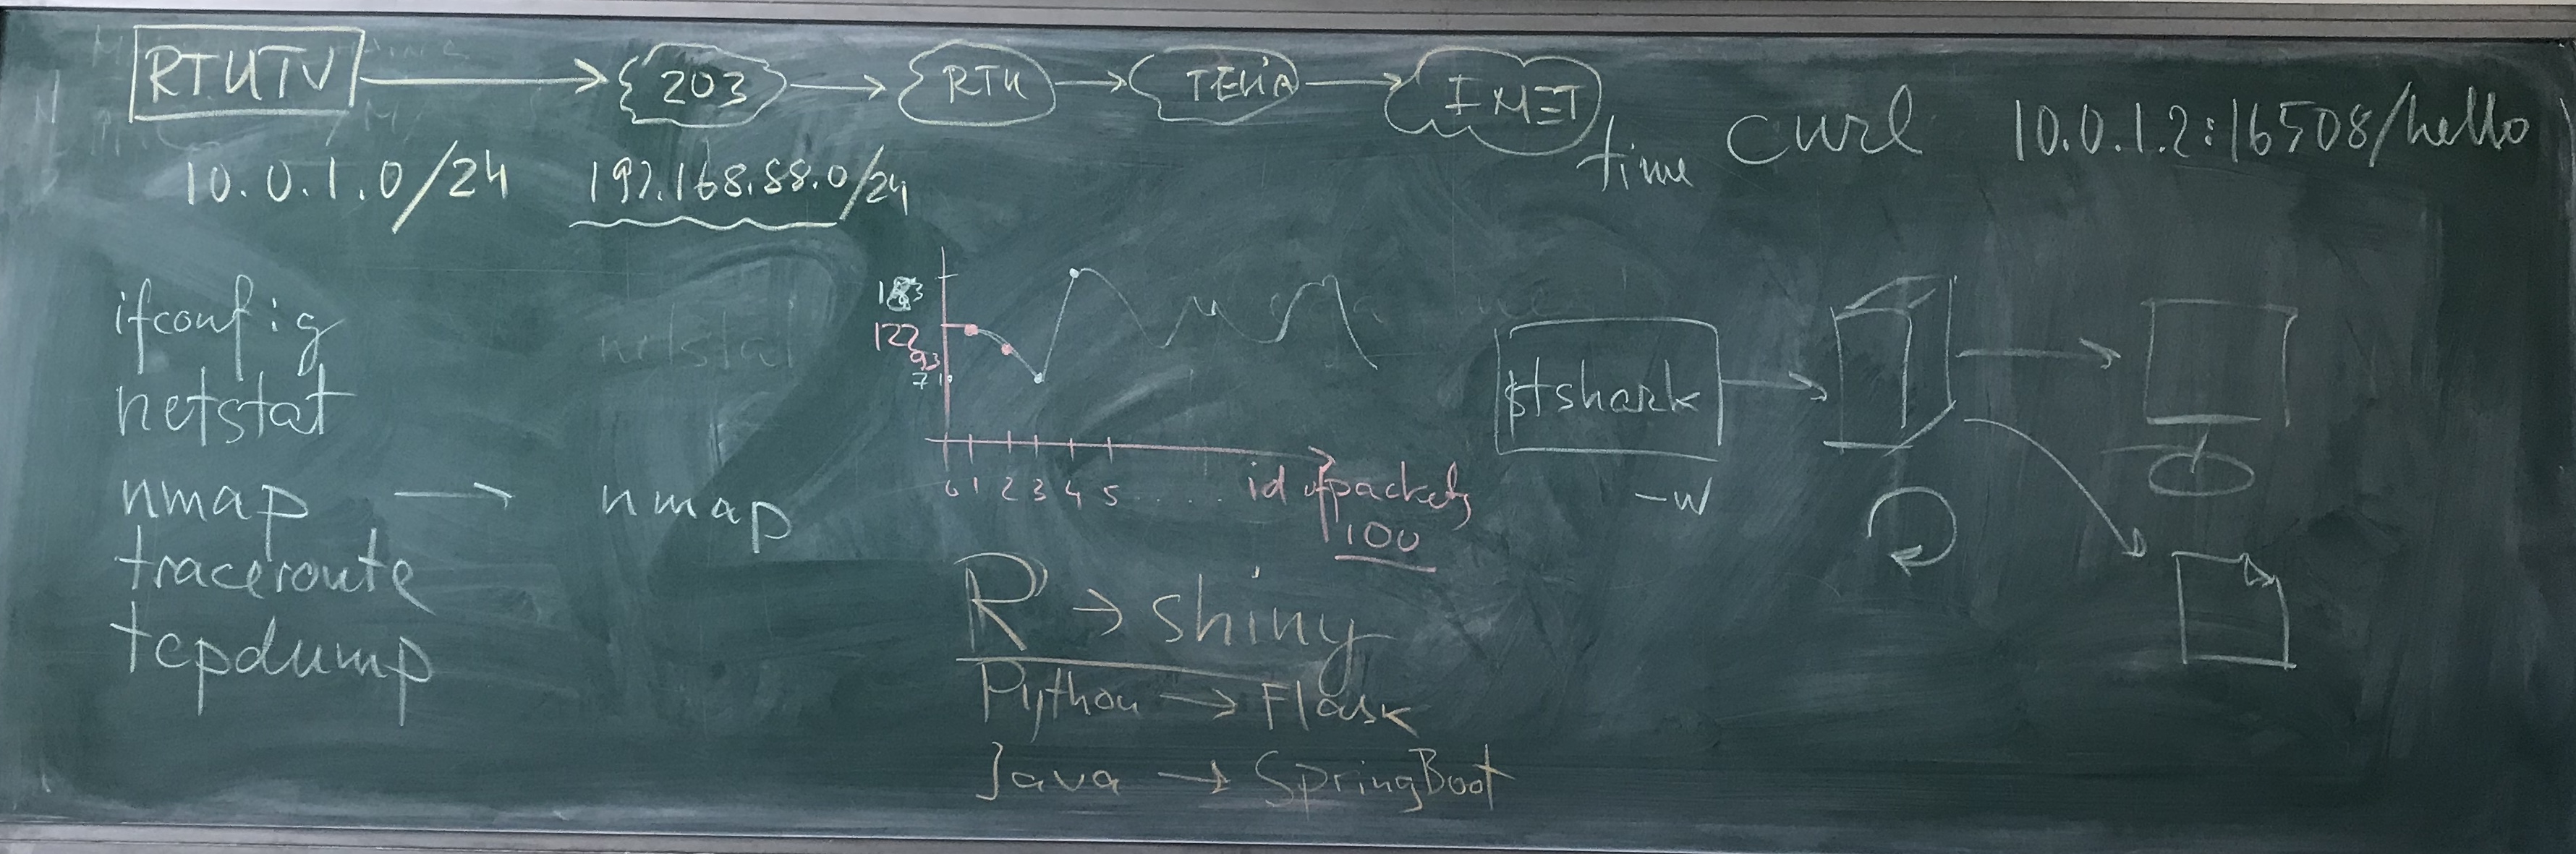 RTUTV → 203 → RTU → TELIA → IMET
10.0.1.0/24 192.168.88.0/24
time curl 10.0.1.2:16508/hello
ifconfig
netstat
nmap → nmap
traceroute
tcpdump
netstat
183
122
93
71
0 1 2 3 4 5 ..... id of packets
100
R → shiny
Python → Flask
Java → SpringBoot
$tshark
-w